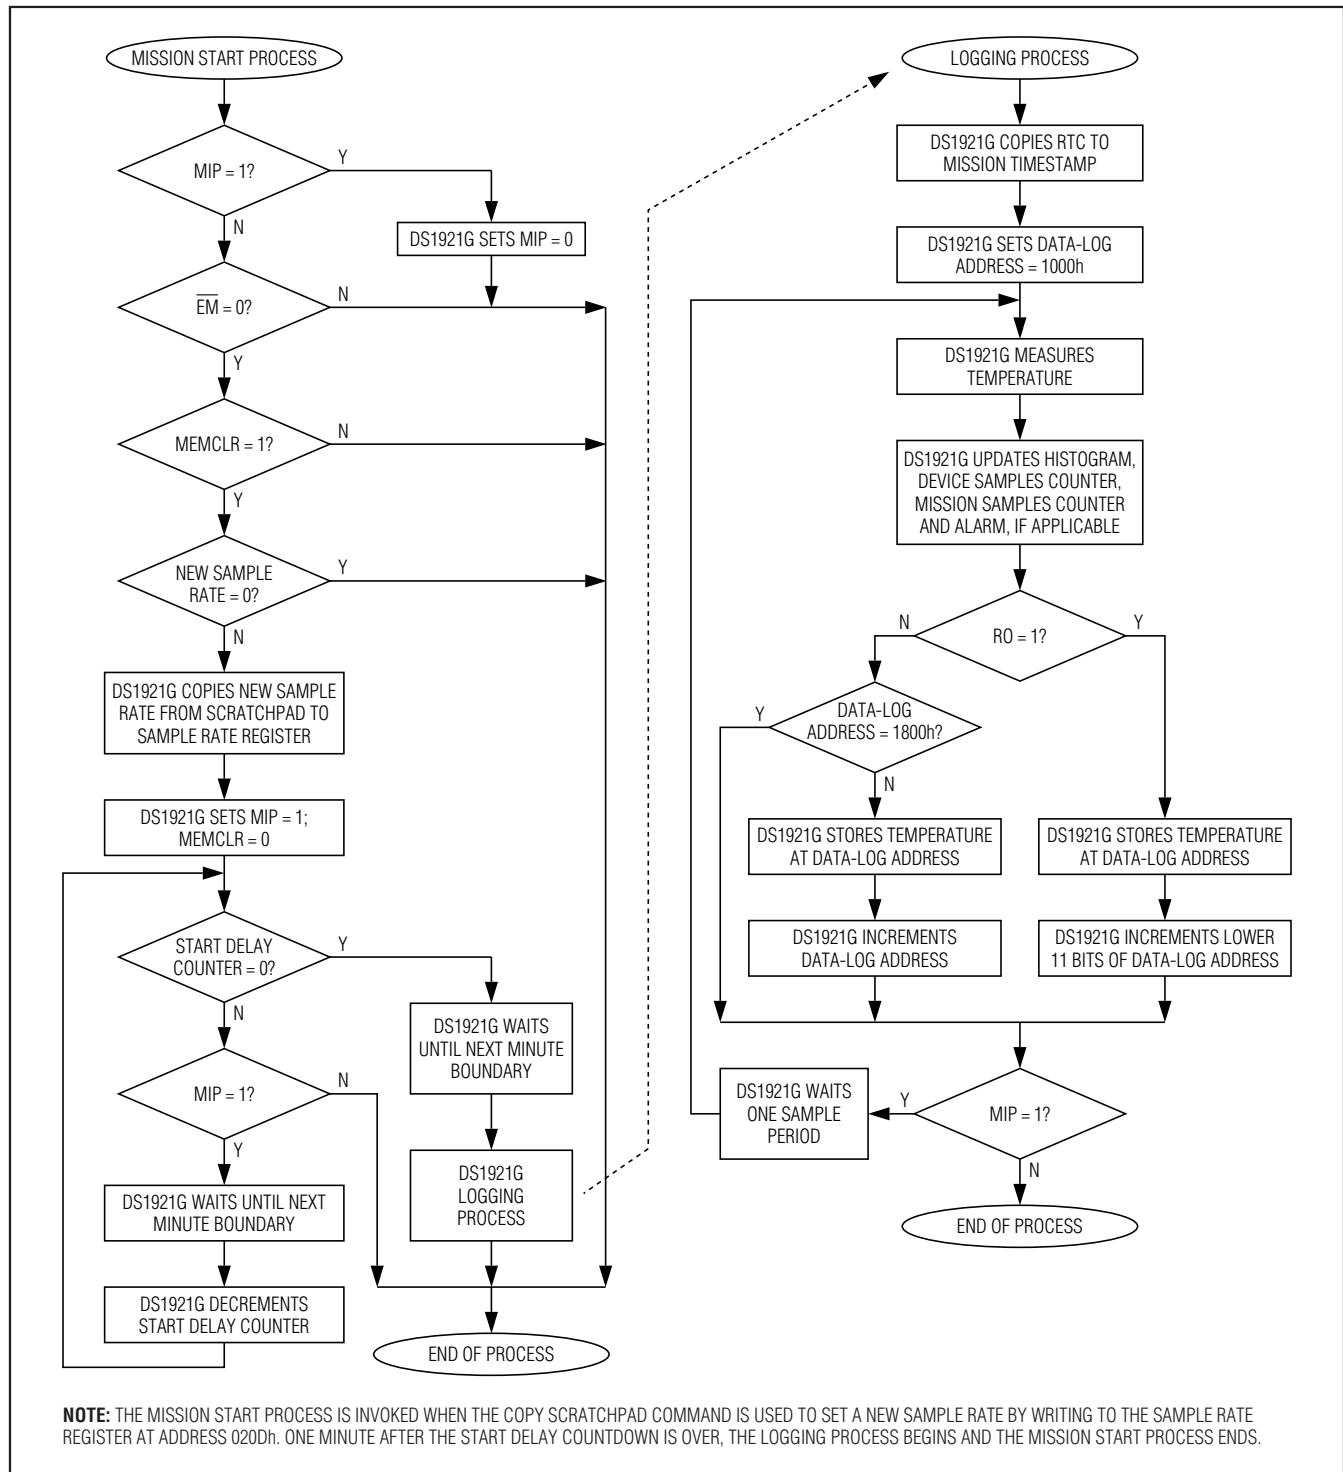 MISSION START PROCESS
MIP = 1?
Y
N
DS1921G SETS MIP = 0
EM = 0?
N
Y
MEMCLR = 1?
N
Y
NEW SAMPLE
RATE = 0?
Y
N
DS1921G COPIES NEW SAMPLE
RATE FROM SCRATCHPAD TO
SAMPLE RATE REGISTER
DS1921G SETS MIP = 1;
MEMCLR = 0
START DELAY
COUNTER = 0?
Y
N
DS1921G WAITS
UNTIL NEXT MINUTE
BOUNDARY
MIP = 1?
N
Y
DS1921G
LOGGING
PROCESS
DS1921G WAITS UNTIL NEXT
MINUTE BOUNDARY
DS1921G DECREMENTS
START DELAY COUNTER
END OF PROCESS
LOGGING PROCESS
DS1921G COPIES RTC TO
MISSION TIMESTAMP
DS1921G SETS DATA-LOG
ADDRESS = 1000h
DS1921G MEASURES
TEMPERATURE
DS1921G UPDATES HISTOGRAM,
DEVICE SAMPLES COUNTER,
MISSION SAMPLES COUNTER
AND ALARM, IF APPLICABLE
RO = 1?
N
Y
DATA-LOG
ADDRESS = 1800h?
Y
N
DS1921G STORES TEMPERATURE
AT DATA-LOG ADDRESS
DS1921G STORES TEMPERATURE
AT DATA-LOG ADDRESS
DS1921G INCREMENTS
DATA-LOG ADDRESS
DS1921G INCREMENTS LOWER
11 BITS OF DATA-LOG ADDRESS
DS1921G WAITS
ONE SAMPLE
PERIOD
Y
MIP = 1?
N
END OF PROCESS
NOTE: THE MISSION START PROCESS IS INVOKED WHEN THE COPY SCRATCHPAD COMMAND IS USED TO SET A NEW SAMPLE RATE BY WRITING TO THE SAMPLE RATE
REGISTER AT ADDRESS 020Dh. ONE MINUTE AFTER THE START DELAY COUNTDOWN IS OVER, THE LOGGING PROCESS BEGINS AND THE MISSION START PROCESS ENDS.